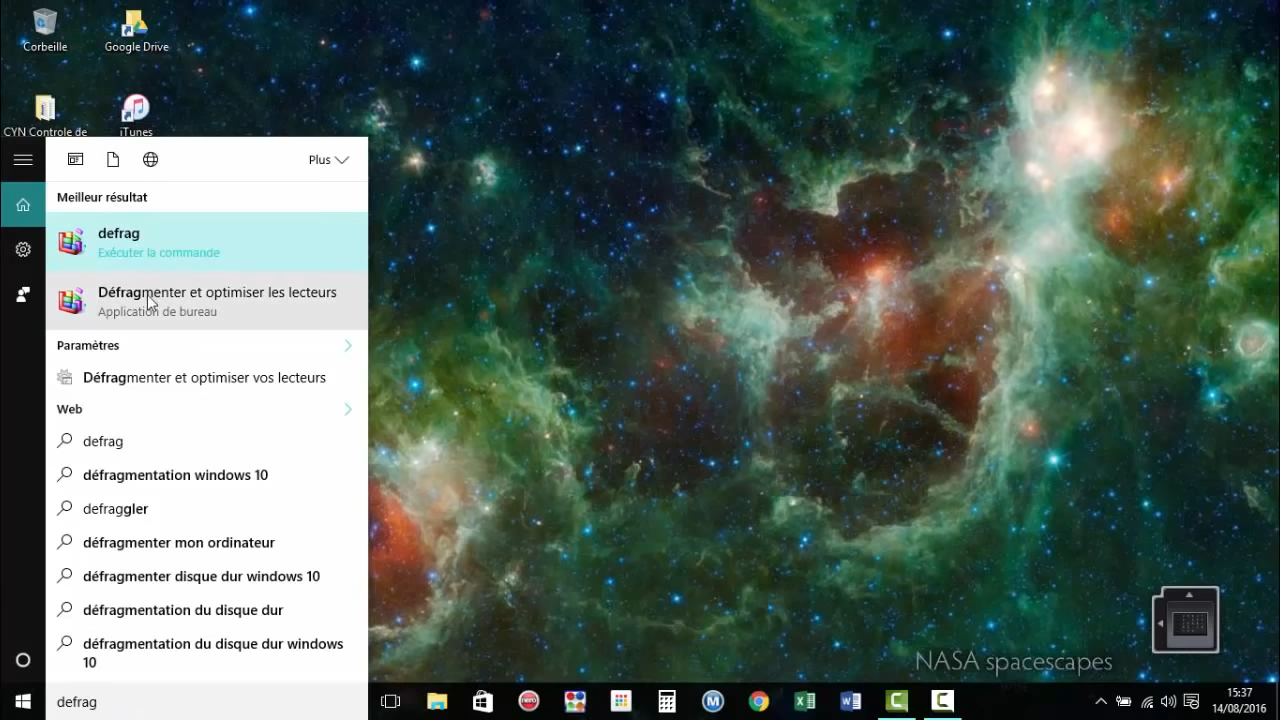 Corbeille
Google Drive
CYN Controle de
iTunes
Plus
Meilleur résultat
defrag
Exécuter la commande
Défragmenter et optimiser les lecteurs
Application de bureau
Paramètres
Défragmenter et optimiser vos lecteurs
Web
defrag
défragmentation windows 10
defraggler
défragmenter mon ordinateur
défragmenter disque dur windows 10
défragmentation du disque dur
défragmentation du disque dur windows
10
defrag
NASA spacescapes
nero
M
15:37
14/08/2016